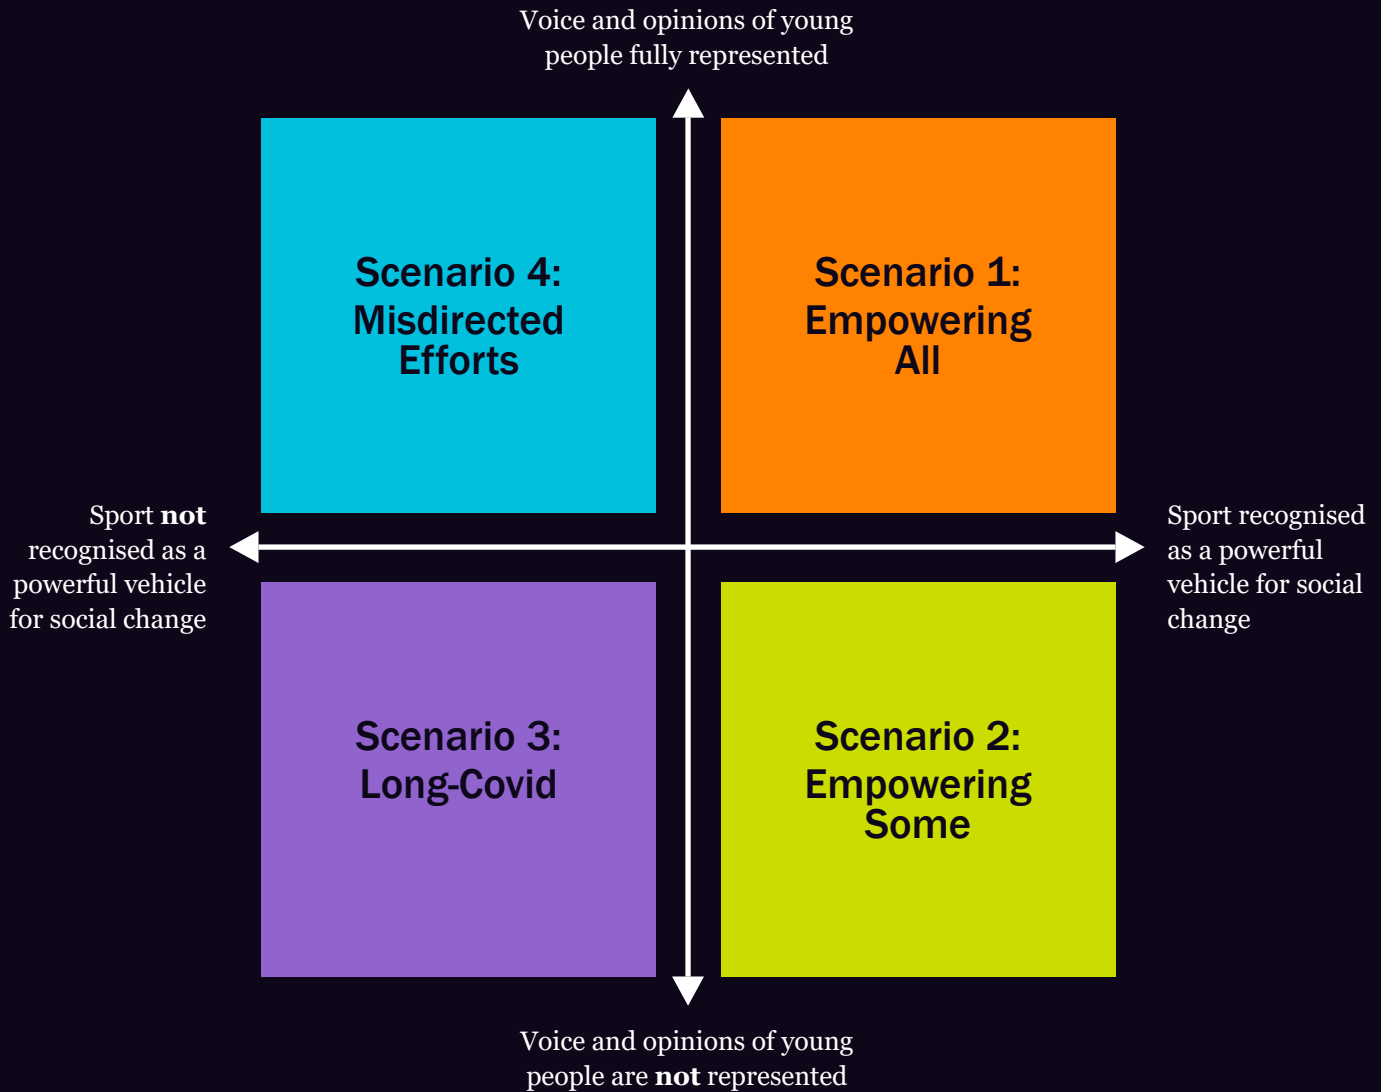 Voice and opinions of young
people fully represented
Scenario 4:
Misdirected
Efforts
Scenario 1:
Empowering
All
Sport not
recognised as a
powerful vehicle
for social change
Sport recognised
as a powerful
vehicle for social
change
Scenario 3:
Long-Covid
Scenario 2:
Empowering
Some
Voice and opinions of young
people are not represented